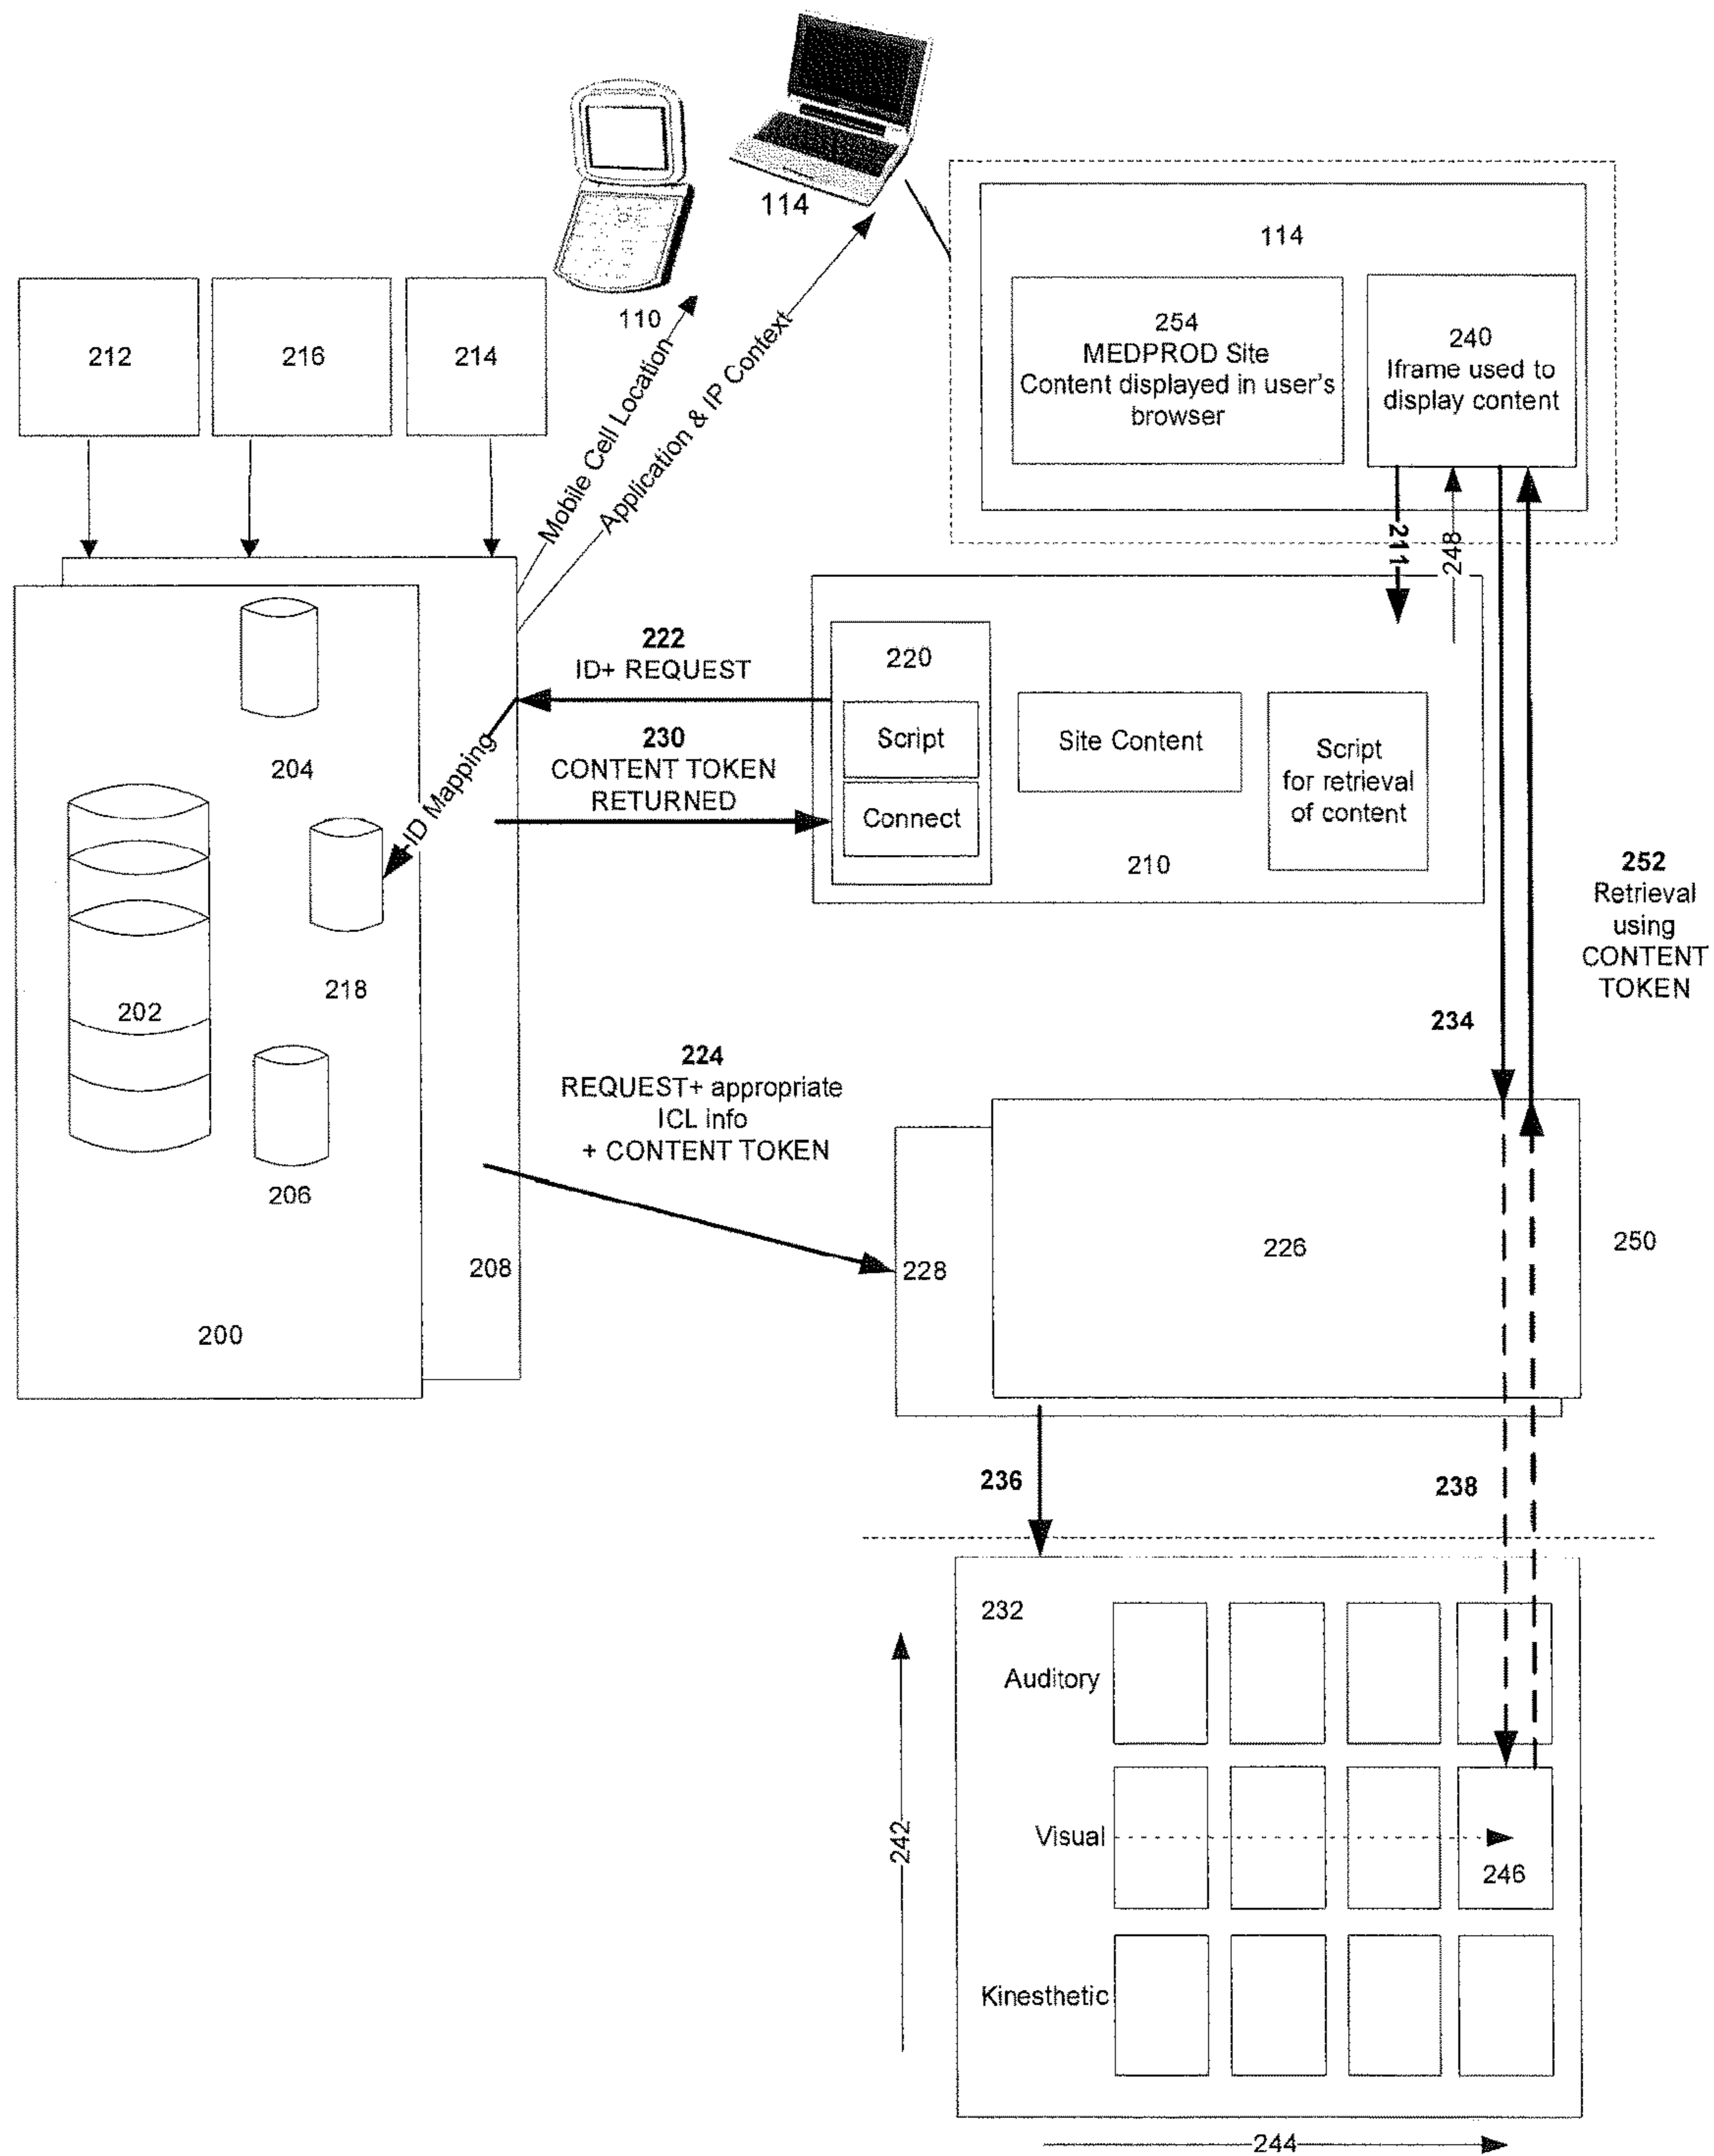 114
110
114
254
MEDPROD Site
Content displayed in user's
browser
240
Iframe used to
display content
212
216
214
Mobile Cell Location
Application & IP Context
211
248
222
ID+ REQUEST
220
Script
Connect
Site Content
Script
for retrieval
of content
210
204
ID Mapping
230
CONTENT TOKEN
RETURNED
218
202
206
252
Retrieval
using
CONTENT
TOKEN
234
224
REQUEST+ appropriate
ICL info
+ CONTENT TOKEN
208
200
228
226
250
236
238
232
Auditory
Visual
246
Kinesthetic
242
244